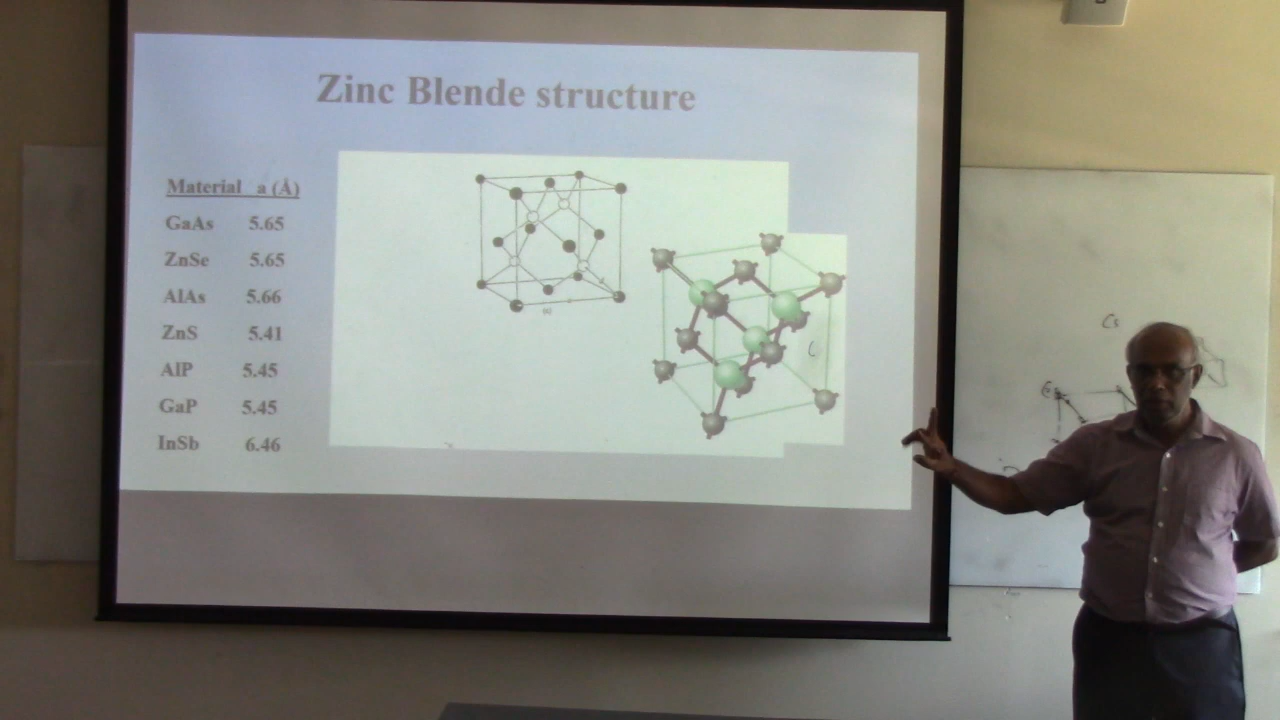 Zinc Blende structure
Material a (Å)
GaAs 5.65
ZnSe 5.65
AlAs 5.66
ZnS 5.41
AlP 5.45
GaP 5.45
InSb 6.46
Cs